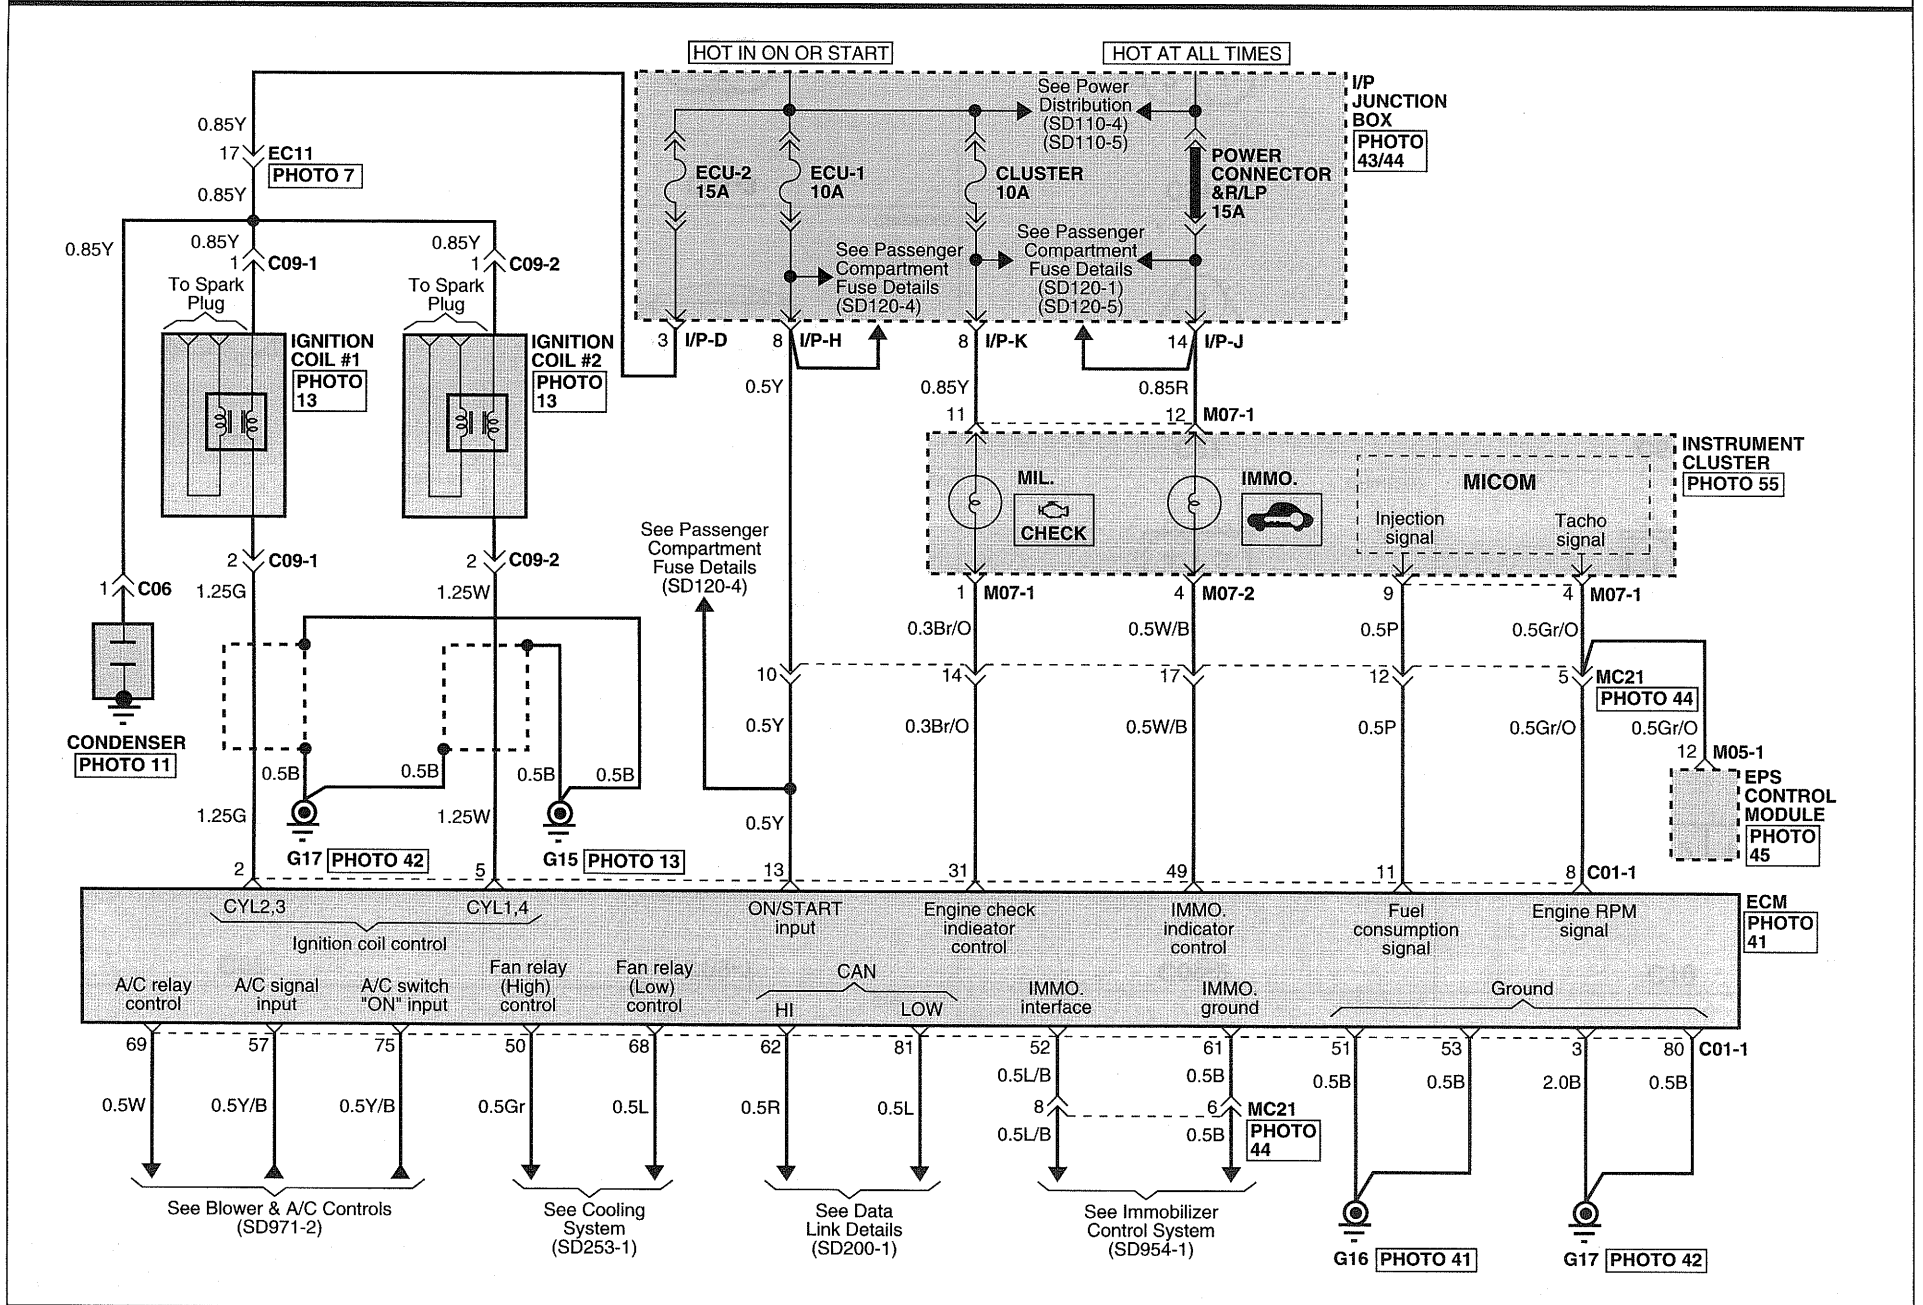 HOT IN ON OR START
HOT AT ALL TIMES
I/P
JUNCTION
BOX
PHOTO
43/44
See Power
Distribution
(SD110-4)
(SD110-5)
ECU-2
15A
ECU-1
10A
CLUSTER
10A
POWER
CONNECTOR
&R/LP
15A
See Passenger
Compartment
Fuse Details
(SD120-4)
See Passenger
Compartment
Fuse Details
(SD120-1)
(SD120-5)
3 I/P-D
8 I/P-H
8 I/P-K
14 I/P-J
0.85Y
17 EC11
PHOTO 7
0.85Y
0.85Y
0.85Y
0.85Y
1 C09-1
1 C09-2
To Spark
Plug
To Spark
Plug
IGNITION
COIL #1
PHOTO
13
IGNITION
COIL #2
PHOTO
13
0.5Y
0.85Y
0.85R
11
12 M07-1
INSTRUMENT
CLUSTER
PHOTO 55
MIL.
CHECK
IMMO.
MICOM
Injection
signal
Tacho
signal
See Passenger
Compartment
Fuse Details
(SD120-4)
2 C09-1
2 C09-2
1 C06
1.25G
1.25W
1 M07-1
4 M07-2
9
4 M07-1
0.3Br/O
0.5W/B
0.5P
0.5Gr/O
10
14
17
12
5 MC21
PHOTO 44
0.5Y
0.3Br/O
0.5W/B
0.5P
0.5Gr/O
0.5Gr/O
12 M05-1
EPS
CONTROL
MODULE
PHOTO
45
CONDENSER
PHOTO 11
0.5B
0.5B
0.5B
0.5B
1.25G
1.25W
0.5Y
G17 PHOTO 42
G15 PHOTO 13
2
5
13
31
49
11
8 C01-1
ECM
PHOTO
41
CYL2,3
CYL1,4
Ignition coil control
ON/START
input
Engine check
indieator
control
IMMO.
indicator
control
Fuel
consumption
signal
Engine RPM
signal
A/C relay
control
A/C signal
input
A/C switch
"ON" input
Fan relay
(High)
control
Fan relay
(Low)
control
CAN
HI
LOW
IMMO.
interface
IMMO.
ground
Ground
69
57
75
50
68
62
81
52
61
51
53
3
80 C01-1
0.5W
0.5Y/B
0.5Y/B
0.5Gr
0.5L
0.5R
0.5L
0.5L/B
0.5B
0.5B
0.5B
2.0B
0.5B
8
6 MC21
PHOTO
44
0.5L/B
0.5B
See Blower & A/C Controls
(SD971-2)
See Cooling
System
(SD253-1)
See Data
Link Details
(SD200-1)
See Immobilizer
Control System
(SD954-1)
G16 PHOTO 41
G17 PHOTO 42